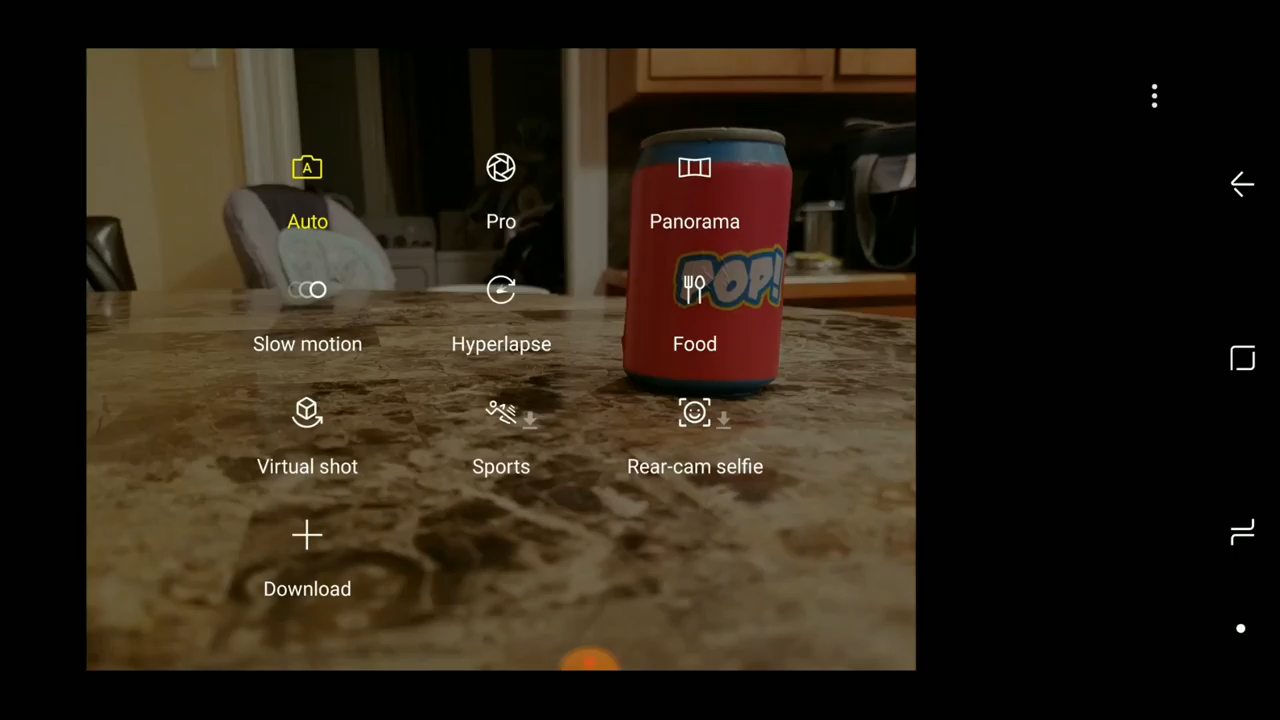 Auto
Pro
Panorama
POP!
Slow motion
Hyperlapse
Food
Virtual shot
Sports
Rear-cam selfie
Download